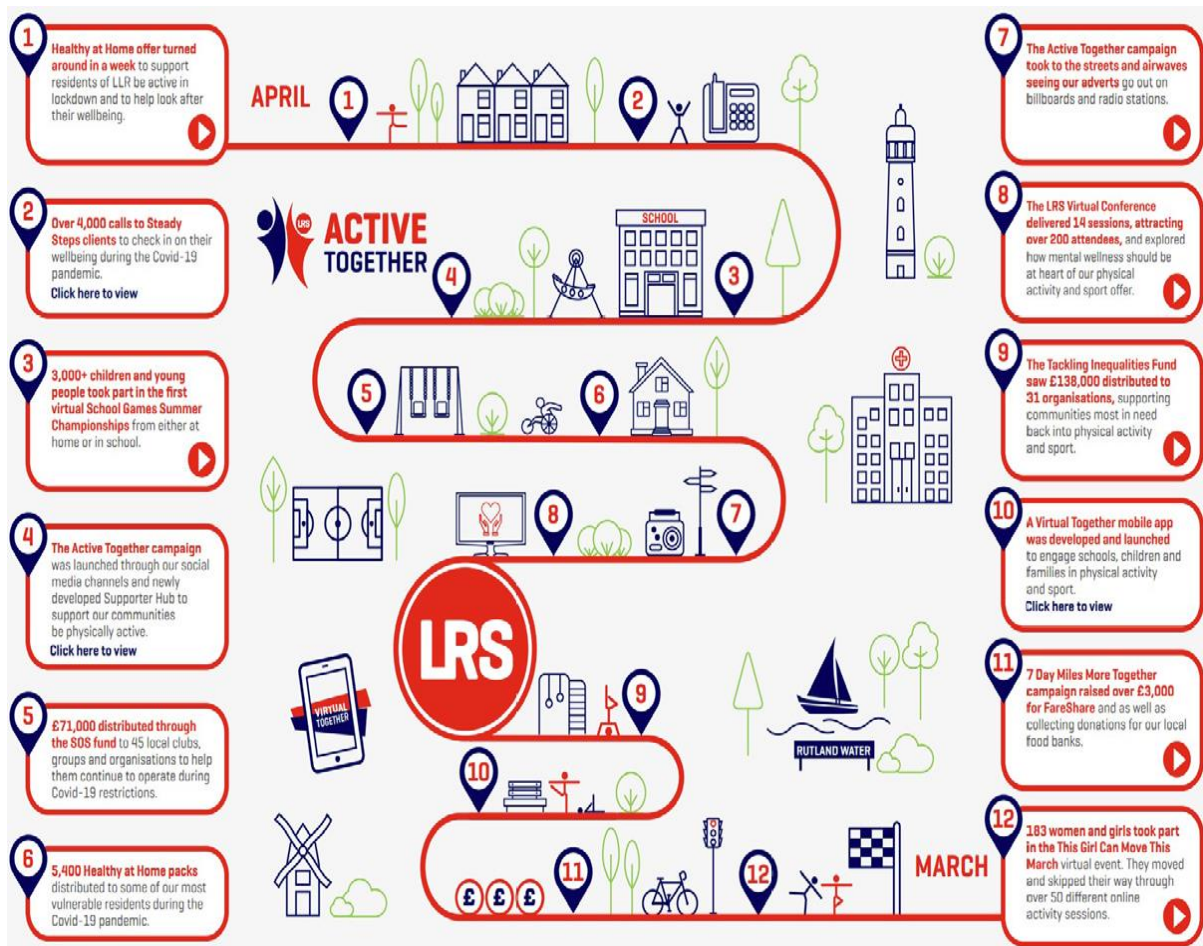 1
Healthy at Home offer turned
around in a week to support
residents of LLR be active in
lockdown and to help look after
their wellbeing.
2
Over 4,000 calls to Steady
Steps clients to check in on their
wellbeing during the Covid-19
pandemic.
Click here to view
3
3,000+ children and young
people took part in the first
virtual School Games Summer
Championships from either at
home or in school.
4
The Active Together campaign
was launched through our social
media channels and newly
developed Supporter Hub to
support our communities
be physically active.
Click here to view
5
£71,000 distributed through
the SOS fund to 45 local clubs,
groups and organisations to help
them continue to operate during
Covid-19 restrictions.
6
5,400 Healthy at Home packs
distributed to some of our most
vulnerable residents during the
Covid-19 pandemic.
APRIL
1
2
LRS
ACTIVE
TOGETHER
SCHOOL
4
3
5
6
8
7
LRS
VIRTUAL
TOGETHER
9
RUTLAND WATER
10
£ £ £
11
12
MARCH
7
The Active Together campaign
took to the streets and airwaves
seeing our adverts go out on
billboards and radio stations.
8
The LRS Virtual Conference
delivered 14 sessions, attracting
over 200 attendees, and explored
how mental wellness should be
at heart of our physical
activity and sport offer.
9
The Tackling Inequalities Fund
saw £138,000 distributed to
31 organisations, supporting
communities most in need
back into physical activity
and sport.
10
A Virtual Together mobile app
was developed and launched
to engage schools, children and
families in physical activity
and sport.
Click here to view
11
7 Day Miles More Together
campaign raised over £3,000
for FareShare and as well as
collecting donations for our local
food banks.
12
183 women and girls took part
in the This Girl Can Move This
March virtual event. They moved
and skipped their way through
over 50 different online
activity sessions.